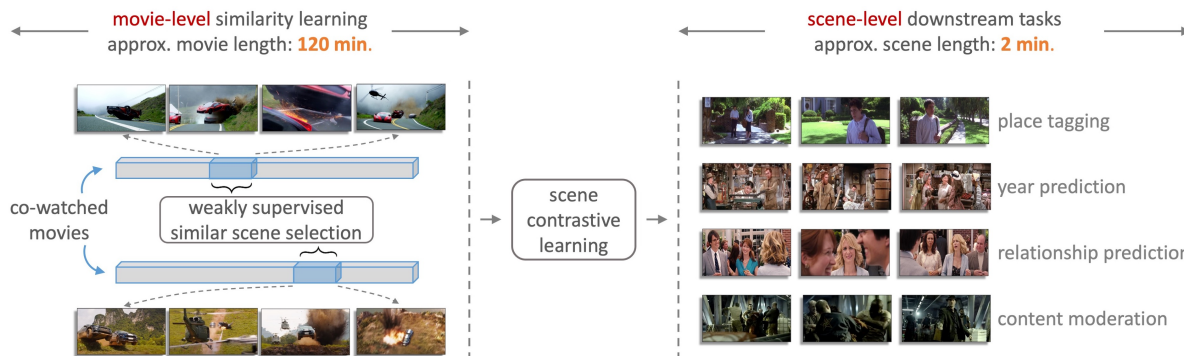 movie-level similarity learning
approx. movie length: 120 min.
co-watched
movies
weakly supervised
similar scene selection
scene
contrastive
learning
scene-level downstream tasks
approx. scene length: 2 min.
place tagging
year prediction
relationship prediction
content moderation